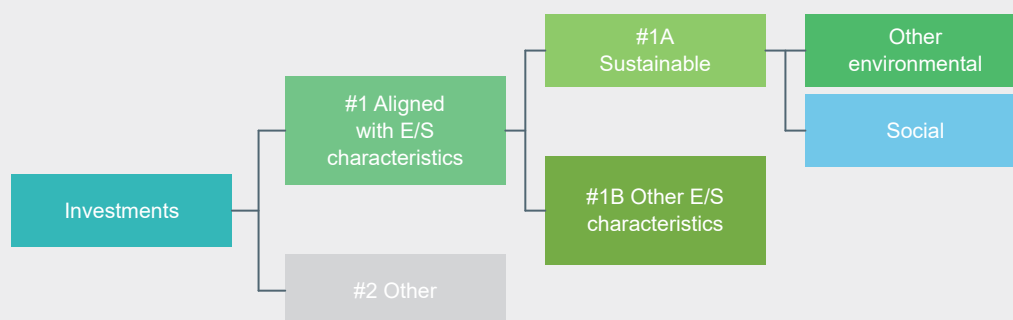 #1A
Sustainable
Other
environmental
#1 Aligned
with E/S
characteristics
Social
Investments
#1B Other E/S
characteristics
#2 Other